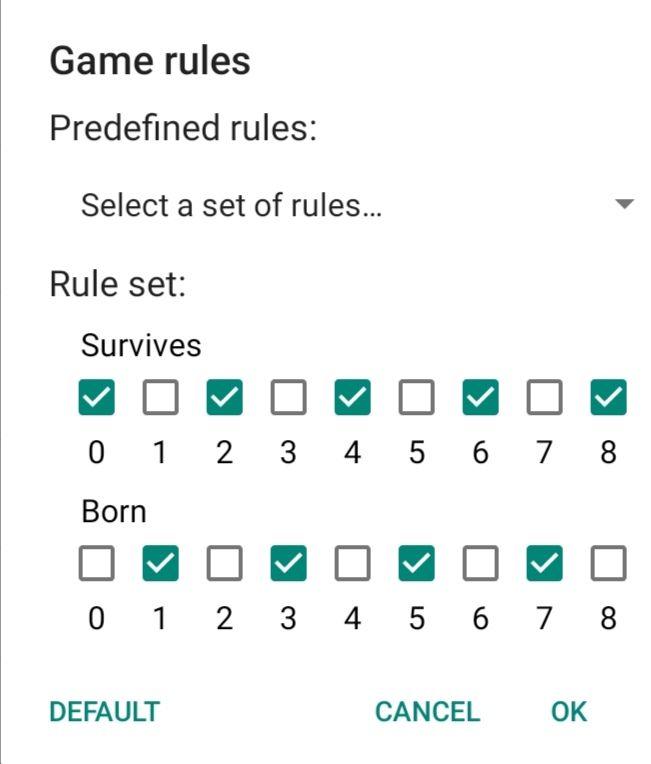 Game rules
Predefined rules:
Select a set of rules...
Rule set:
Survives
0 1 2 3 4 5 6 7 8
Born
0 1 2 3 4 5 6 7 8
DEFAULT CANCEL OK